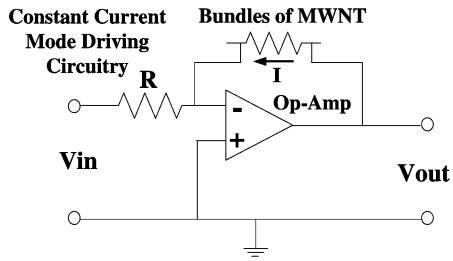 Constant Current
Mode Driving
Circuitry
Bundles of MWNT
R
I
Op-Amp
-
+
Vin
Vout